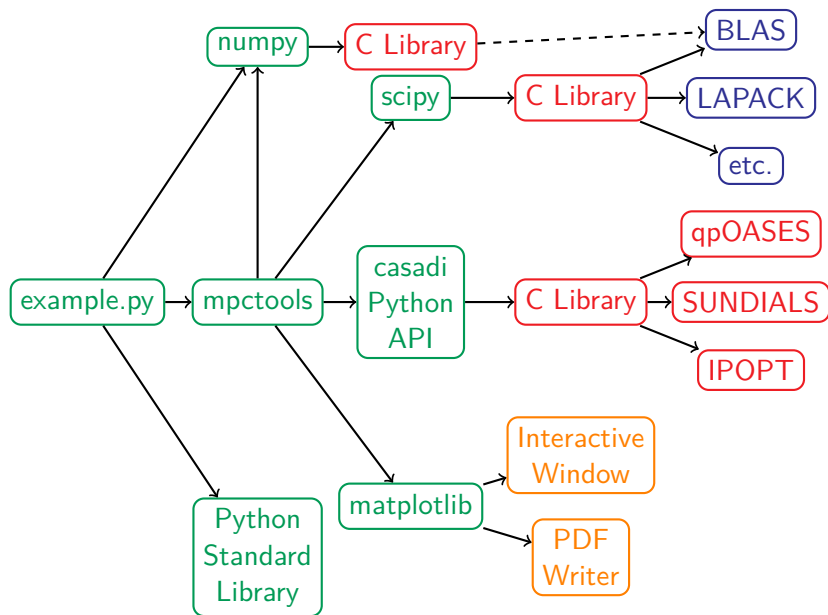 numpy
C Library
BLAS
scipy
C Library
LAPACK
etc.
example.py
mpctools
casadi
Python
API
C Library
qpOASES
SUNDIALS
IPOPT
Interactive
Window
matplotlib
PDF
Writer
Python
Standard
Library